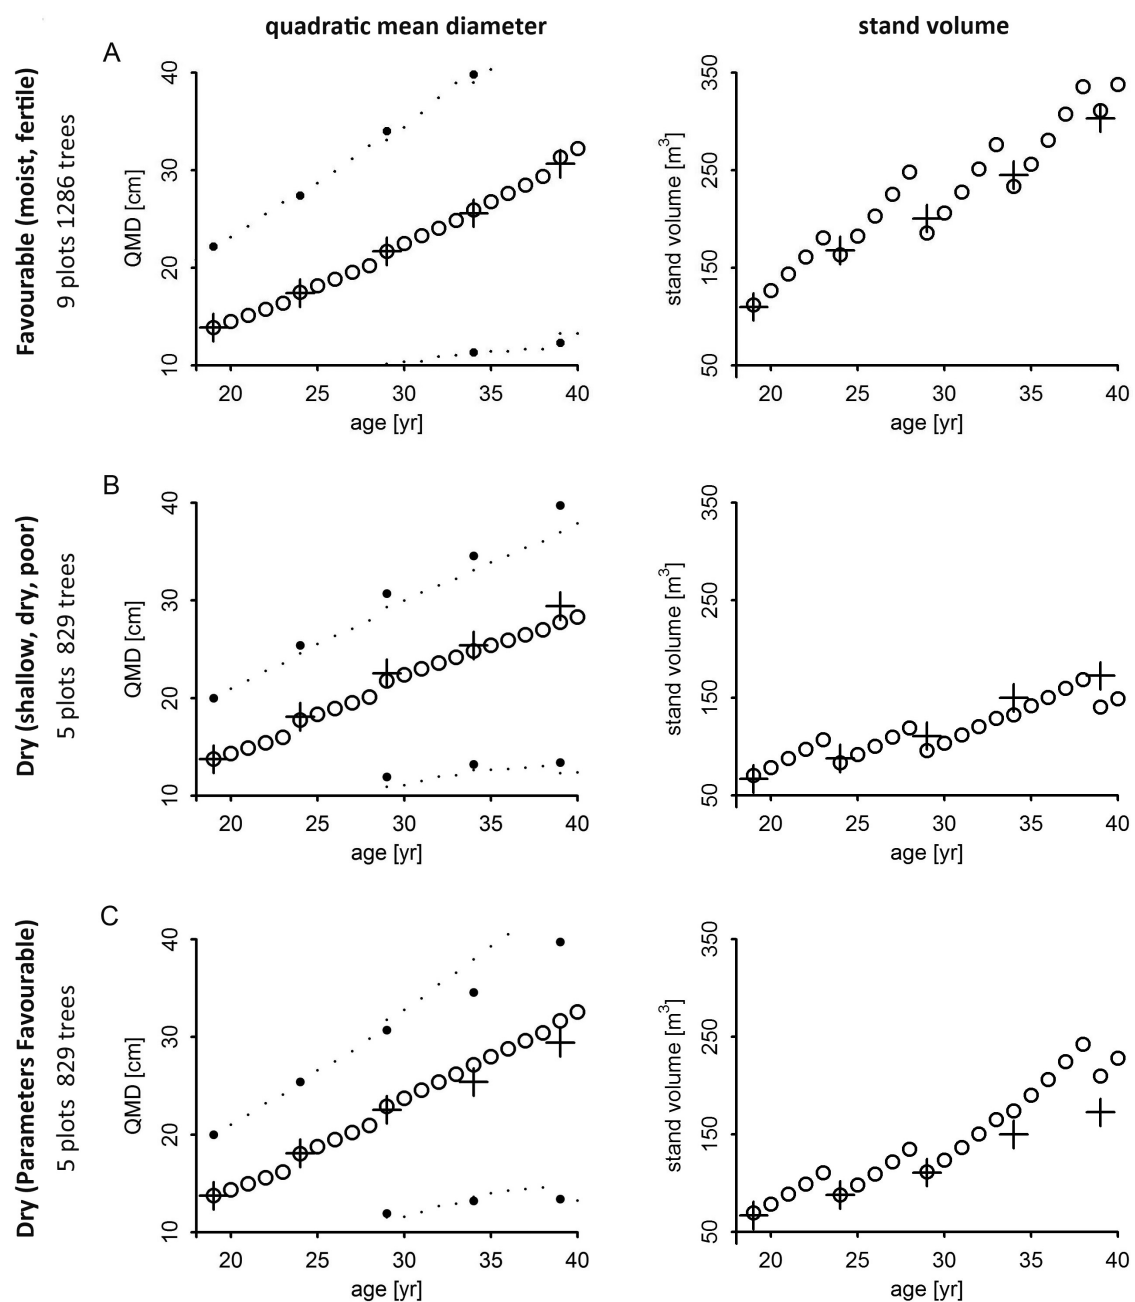 quadratic mean diameter
stand volume
A
Favourable (moist, fertile)
9 plots 1286 trees
QMD [cm]
40
30
20
10
20 25 30 35 40
age [yr]
stand volume [m³]
350
250
150
50
20 25 30 35 40
age [yr]
B
Dry (shallow, dry, poor)
5 plots 829 trees
QMD [cm]
40
30
20
10
20 25 30 35 40
age [yr]
stand volume [m³]
350
250
150
50
20 25 30 35 40
age [yr]
C
Dry (Parameters Favourable)
5 plots 829 trees
QMD [cm]
40
30
20
10
20 25 30 35 40
age [yr]
stand volume [m³]
350
250
150
50
20 25 30 35 40
age [yr]